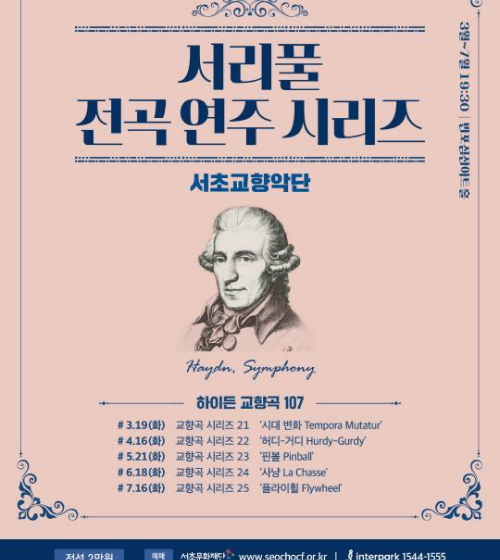 서리풀
전곡 연주 시리즈
서초교향악단
3월~7월 19:30 | 반포심산아트홀
Haydn, Symphony
하이든 교향곡 107
# 3.19(화) 교향곡 시리즈 21 '시대 변화 Tempora Mutatur'
# 4.16(화) 교향곡 시리즈 22 '허디-거디 Hurdy-Gurdy'
# 5.21(화) 교향곡 시리즈 23 '핀볼 Pinball'
# 6.18(화) 교향곡 시리즈 24 '사냥 La Chasse'
# 7.16(화) 교향곡 시리즈 25 '플라이휠 Flywheel'
전석 2만원 예매 서초문화재단 www.seochocf.or.kr | interpark 1544-1555